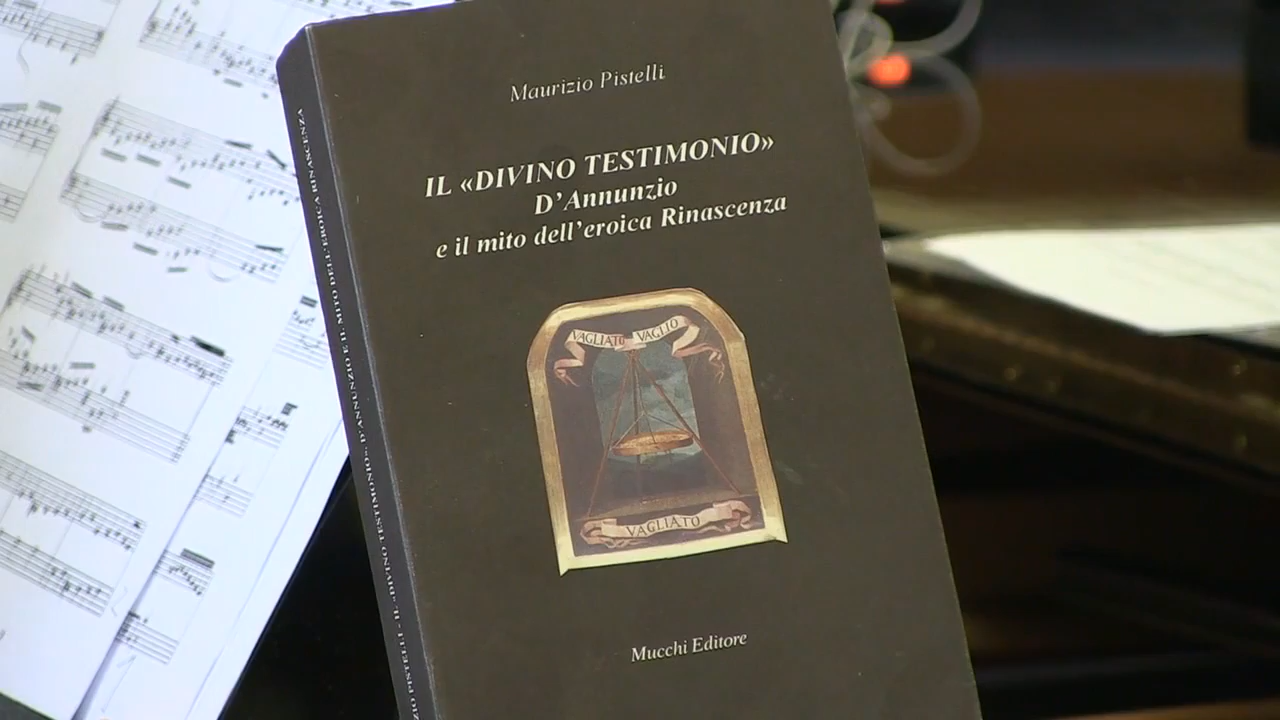 Maurizio Pistelli
IL «DIVINO TESTIMONIO»
D'Annunzio
e il mito dell'eroica Rinascenza
VAGLIATO VAGLIO
VAGLIATO
Mucchi Editore
ZIO PISTELLI - IL «DIVINO TESTIMONIO». D'ANNUNZIO E IL MITO DELL'EROICA RINASCENZA